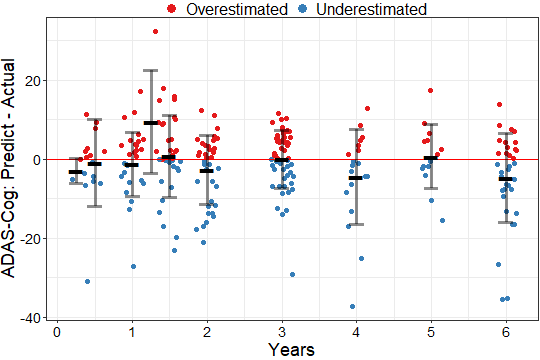 Overestimated Underestimated
ADAS-Cog: Predict - Actual
20
0
-20
-40
0 1 2 3 4 5 6
Years